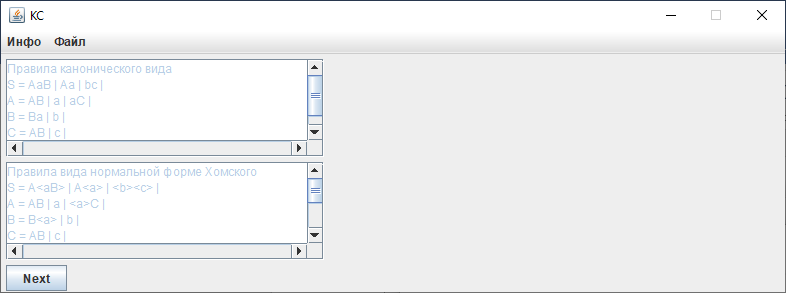 КС
Инфо Файл
Правила канонического вида
S = AaB | Aa | bc |
A = AB | a | aC |
B = Ba | b |
C = AB | c |
Правила вида нормальной форме Хомского
S = A<aB> | A<a> | <b><c> |
A = AB | a | <a>C |
B = B<a> | b |
C = AB | c |
Next